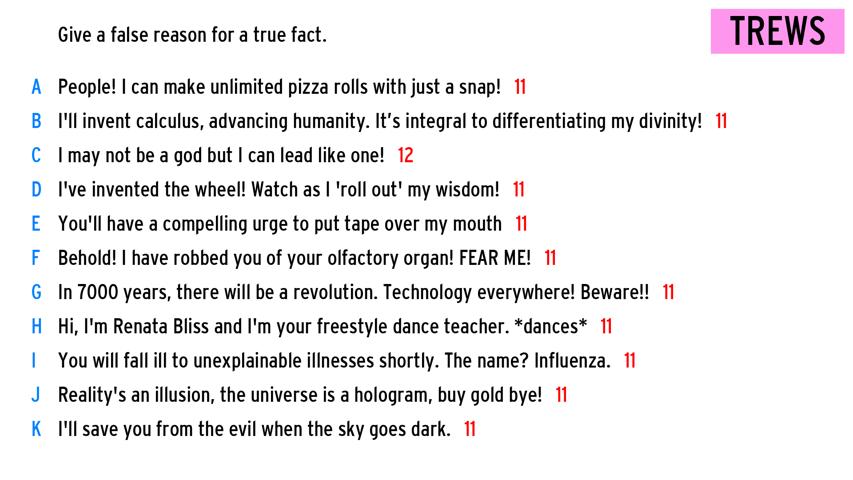 Give a false reason for a true fact.
TREWS
A People! I can make unlimited pizza rolls with just a snap! 11
B I'll invent calculus, advancing humanity. It’s integral to differentiating my divinity! 11
C I may not be a god but I can lead like one! 12
D I've invented the wheel! Watch as I 'roll out' my wisdom! 11
E You'll have a compelling urge to put tape over my mouth 11
F Behold! I have robbed you of your olfactory organ! FEAR ME! 11
G In 7000 years, there will be a revolution. Technology everywhere! Beware!! 11
H Hi, I'm Renata Bliss and I'm your freestyle dance teacher. *dances* 11
I You will fall ill to unexplainable illnesses shortly. The name? Influenza. 11
J Reality's an illusion, the universe is a hologram, buy gold bye! 11
K I'll save you from the evil when the sky goes dark. 11